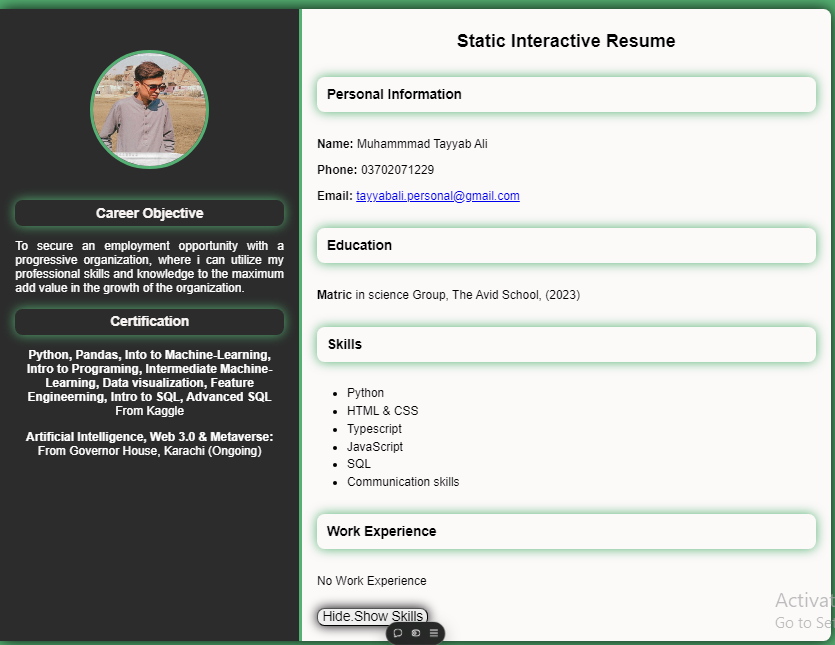 Static Interactive Resume
Career Objective
To secure an employment opportunity with a
progressive organization, where i can utilize my
professional skills and knowledge to the maximum
add value in the growth of the organization.
Certification
Python, Pandas, Into to Machine-Learning,
Intro to Programing, Intermediate Machine-
Learning, Data visualization, Feature
Engineerning, Intro to SQL, Advanced SQL
From Kaggle
Artificial Intelligence, Web 3.0 & Metaverse:
From Governor House, Karachi (Ongoing)
Personal Information
Name: Muhammmad Tayyab Ali
Phone: 03702071229
Email: tayyabali.personal@gmail.com
Education
Matric in science Group, The Avid School, (2023)
Skills
Python
HTML & CSS
Typescript
JavaScript
SQL
Communication skills
Work Experience
No Work Experience
Hide.Show Skills
Activat
Go to Se